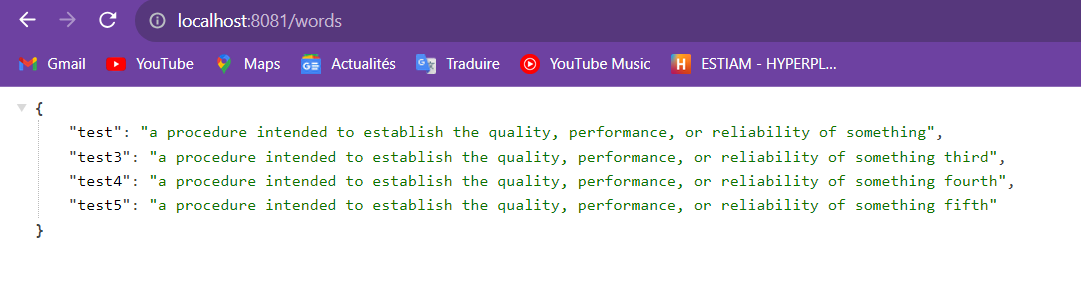 localhost:8081/words
Gmail YouTube Maps Actualités Traduire YouTube Music ESTIAM - HYPERPL...
{
"test": "a procedure intended to establish the quality, performance, or reliability of something",
"test3": "a procedure intended to establish the quality, performance, or reliability of something third",
"test4": "a procedure intended to establish the quality, performance, or reliability of something fourth",
"test5": "a procedure intended to establish the quality, performance, or reliability of something fifth"
}